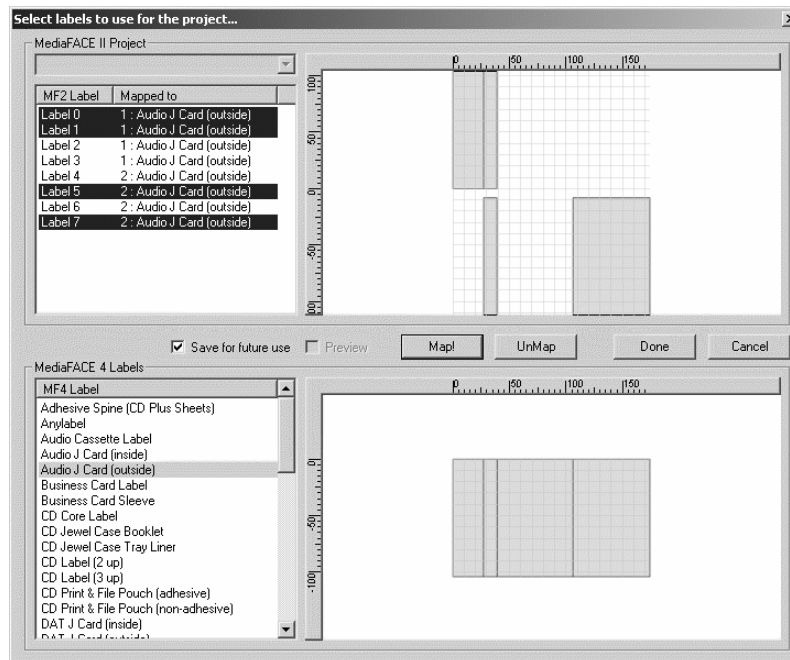 Select labels to use for the project...
MediaFACE II Project
MF2 Label Mapped to
Label 0 1 : Audio J Card (outside)
Label 1 1 : Audio J Card (outside)
Label 2 1 : Audio J Card (outside)
Label 3 1 : Audio J Card (outside)
Label 4 2 : Audio J Card (outside)
Label 5 2 : Audio J Card (outside)
Label 6 2 : Audio J Card (outside)
Label 7 2 : Audio J Card (outside)
0 50 100 150
100
50
0
-50
00
Save for future use Preview Map! UnMap Done Cancel
MediaFACE 4 Labels
MF4 Label
Adhesive Spine (CD Plus Sheets)
Anylabel
Audio Cassette Label
Audio J Card (inside)
Audio J Card (outside)
Business Card Label
Business Card Sleeve
CD Core Label
CD Jewel Case Booklet
CD Jewel Case Tray Liner
CD Label (2 up)
CD Label (3 up)
CD Print & File Pouch (adhesive)
CD Print & File Pouch (non-adhesive)
DAT J Card (inside)
DAT J Card (outside)
0 50 100 150
0
-50
-100